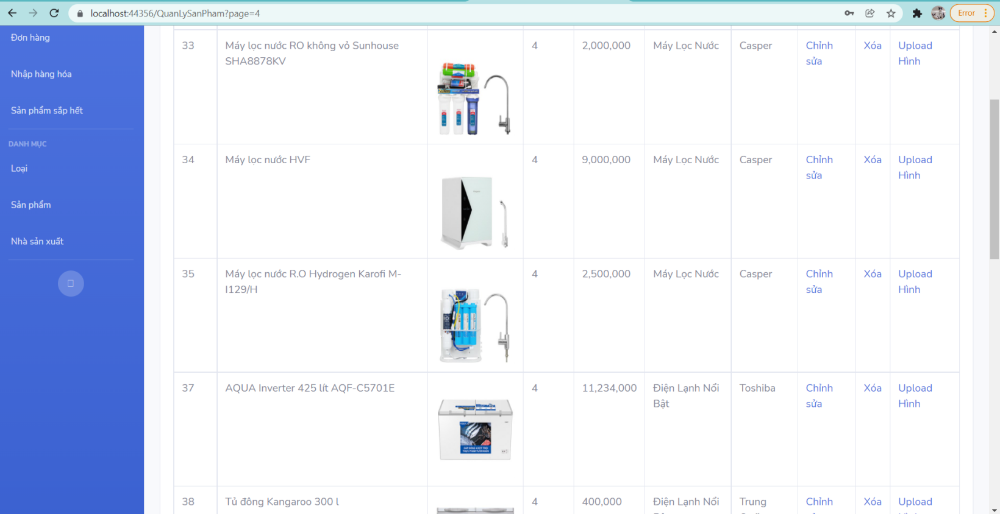 localhost:44356/QuanLySanPham?page=4
Error
Đơn hàng
Nhập hàng hóa
Sản phẩm sắp hết
DANH MỤC
Loại
Sản phẩm
Nhà sản xuất
33 Máy lọc nước RO không vỏ Sunhouse 4 2,000,000 Máy Lọc Nước Casper Chỉnh Xóa Upload
SHA8878KV sửa Hình
34 Máy lọc nước HVF 4 9,000,000 Máy Lọc Nước Casper Chỉnh Xóa Upload
sửa Hình
35 Máy lọc nước R.O Hydrogen Karofi M- 4 2,500,000 Máy Lọc Nước Casper Chỉnh Xóa Upload
I129/H sửa Hình
37 AQUA Inverter 425 lít AQF-C5701E 4 11,234,000 Điện Lạnh Nổi Toshiba Chỉnh Xóa Upload
Bật sửa Hình
38 Tủ đông Kangaroo 300 l 4 400,000 Điện Lạnh Nổi Trung Chỉnh Xóa Upload